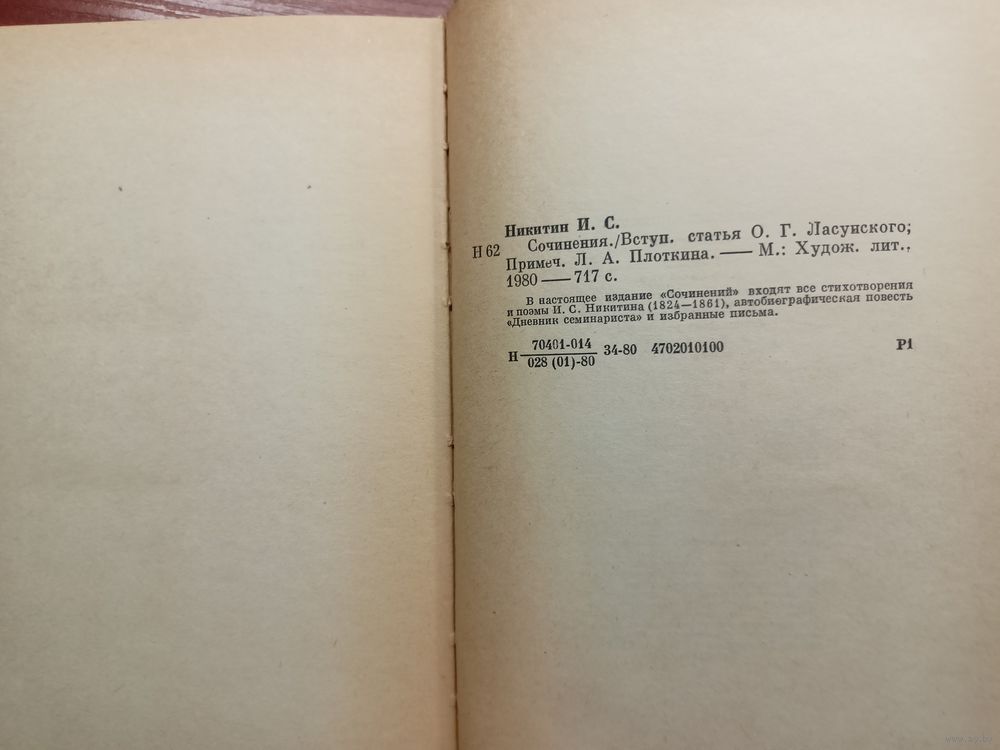 Никитин И. С.
Н 62 Сочинения./Вступ. статья О. Г. Ласунского;
Примеч. Л. А. Плоткина. — М.: Худож. лит.,
1980 — 717 с.
В настоящее издание «Сочинений» входят все стихотворения
и поэмы И. С. Никитина (1824—1861), автобиографическая повесть
«Дневник семинариста» и избранные письма.
70401-014
Н 34-80 4702010100 Р1
028 (01)-80